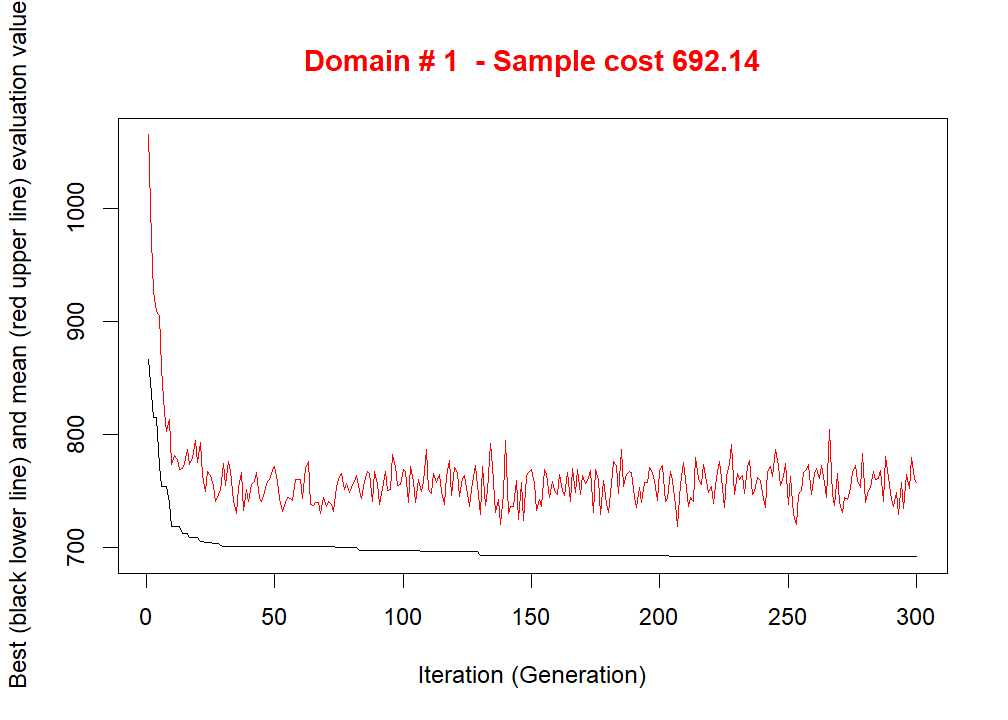 Domain # 1  - Sample cost 692.14
Best (black lower line) and mean (red upper line) evaluation value
1000
900
800
700
0 50 100 150 200 250 300
Iteration (Generation)